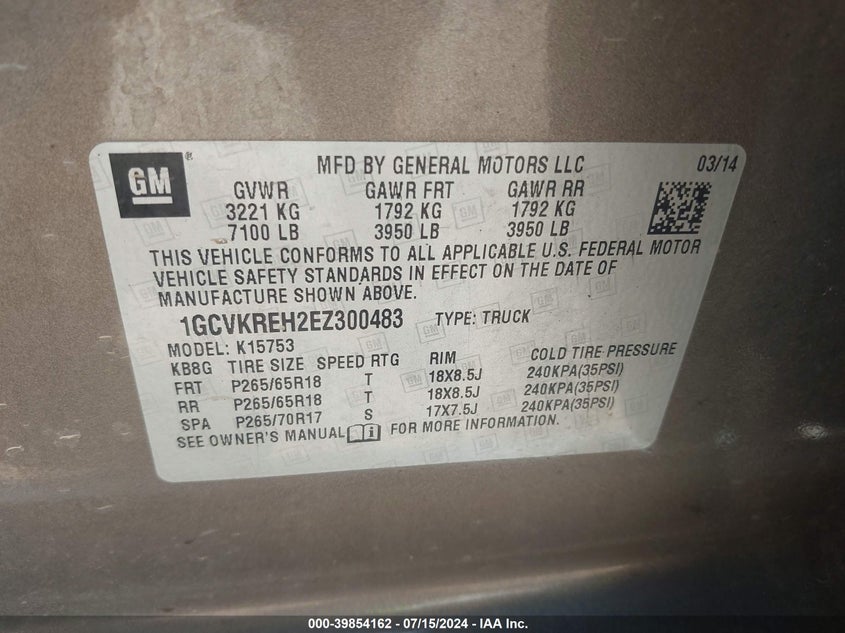 GM
MFD BY GENERAL MOTORS LLC 03/14
GVWR GAWR FRT GAWR RR
3221 KG 1792 KG 1792 KG
7100 LB 3950 LB 3950 LB
THIS VEHICLE CONFORMS TO ALL APPLICABLE U.S. FEDERAL MOTOR
VEHICLE SAFETY STANDARDS IN EFFECT ON THE DATE OF
MANUFACTURE SHOWN ABOVE.
1GCVKREH2EZ300483 TYPE: TRUCK
MODEL: K15753
KB8G TIRE SIZE SPEED RTG RIM COLD TIRE PRESSURE
FRT P265/65R18 T 18X8.5J 240KPA(35PSI)
RR P265/65R18 T 18X8.5J 240KPA(35PSI)
SPA P265/70R17 S 17X7.5J 240KPA(35PSI)
SEE OWNER'S MANUAL FOR MORE INFORMATION.
000-39854162 - 07/15/2024 - IAA Inc.